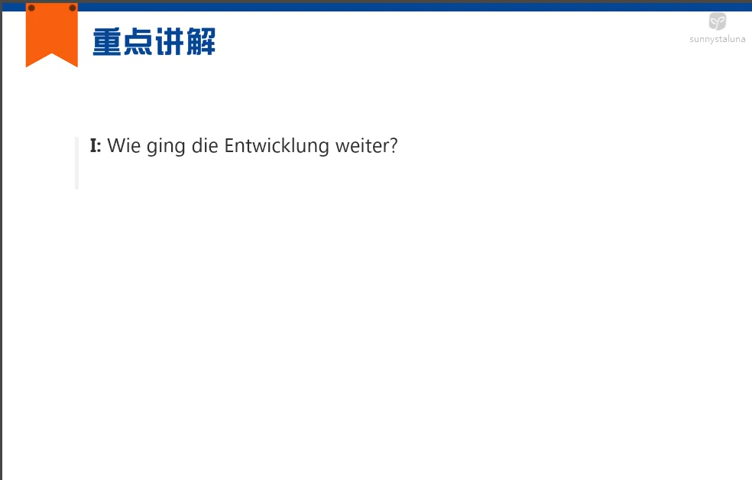 重点讲解
sunnystaluna
I: Wie ging die Entwicklung weiter?